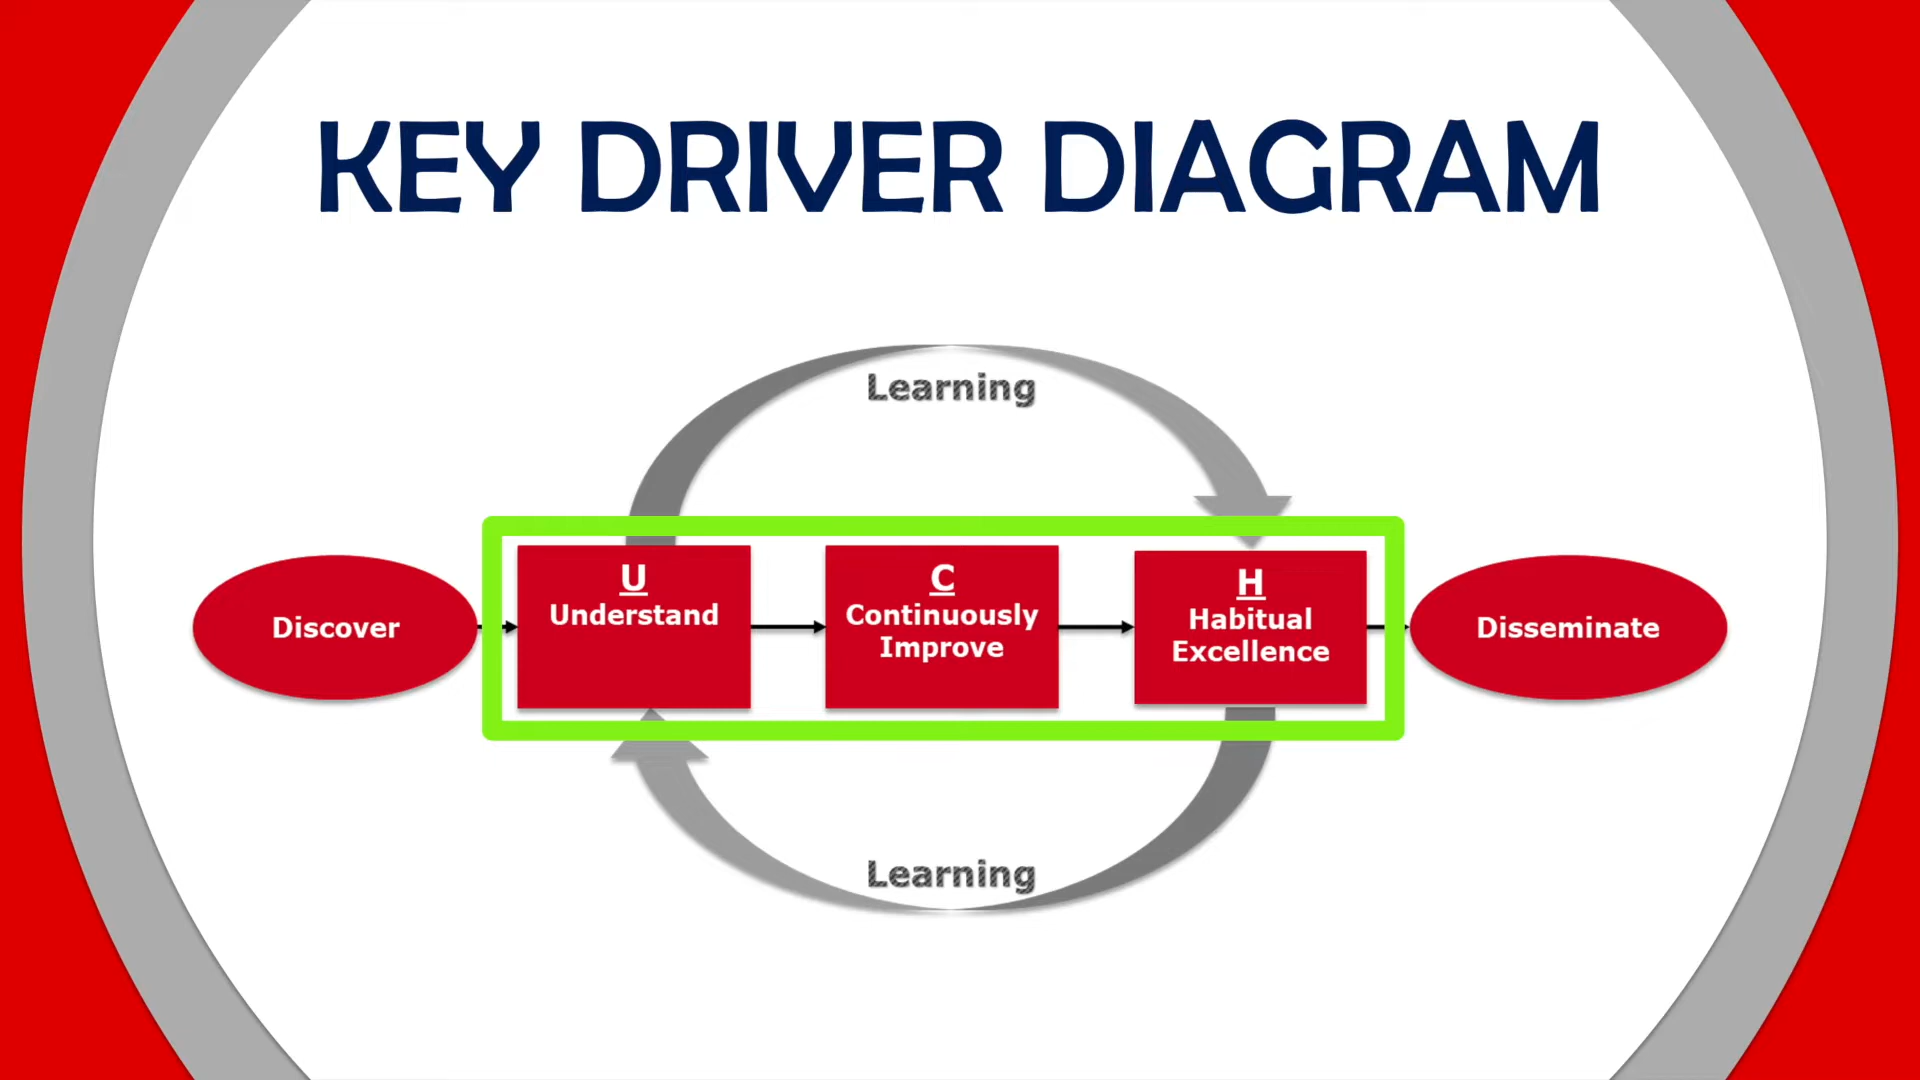 KEY DRIVER DIAGRAM
Learning
Discover
U
Understand
C
Continuously
Improve
H
Habitual
Excellence
Disseminate
Learning